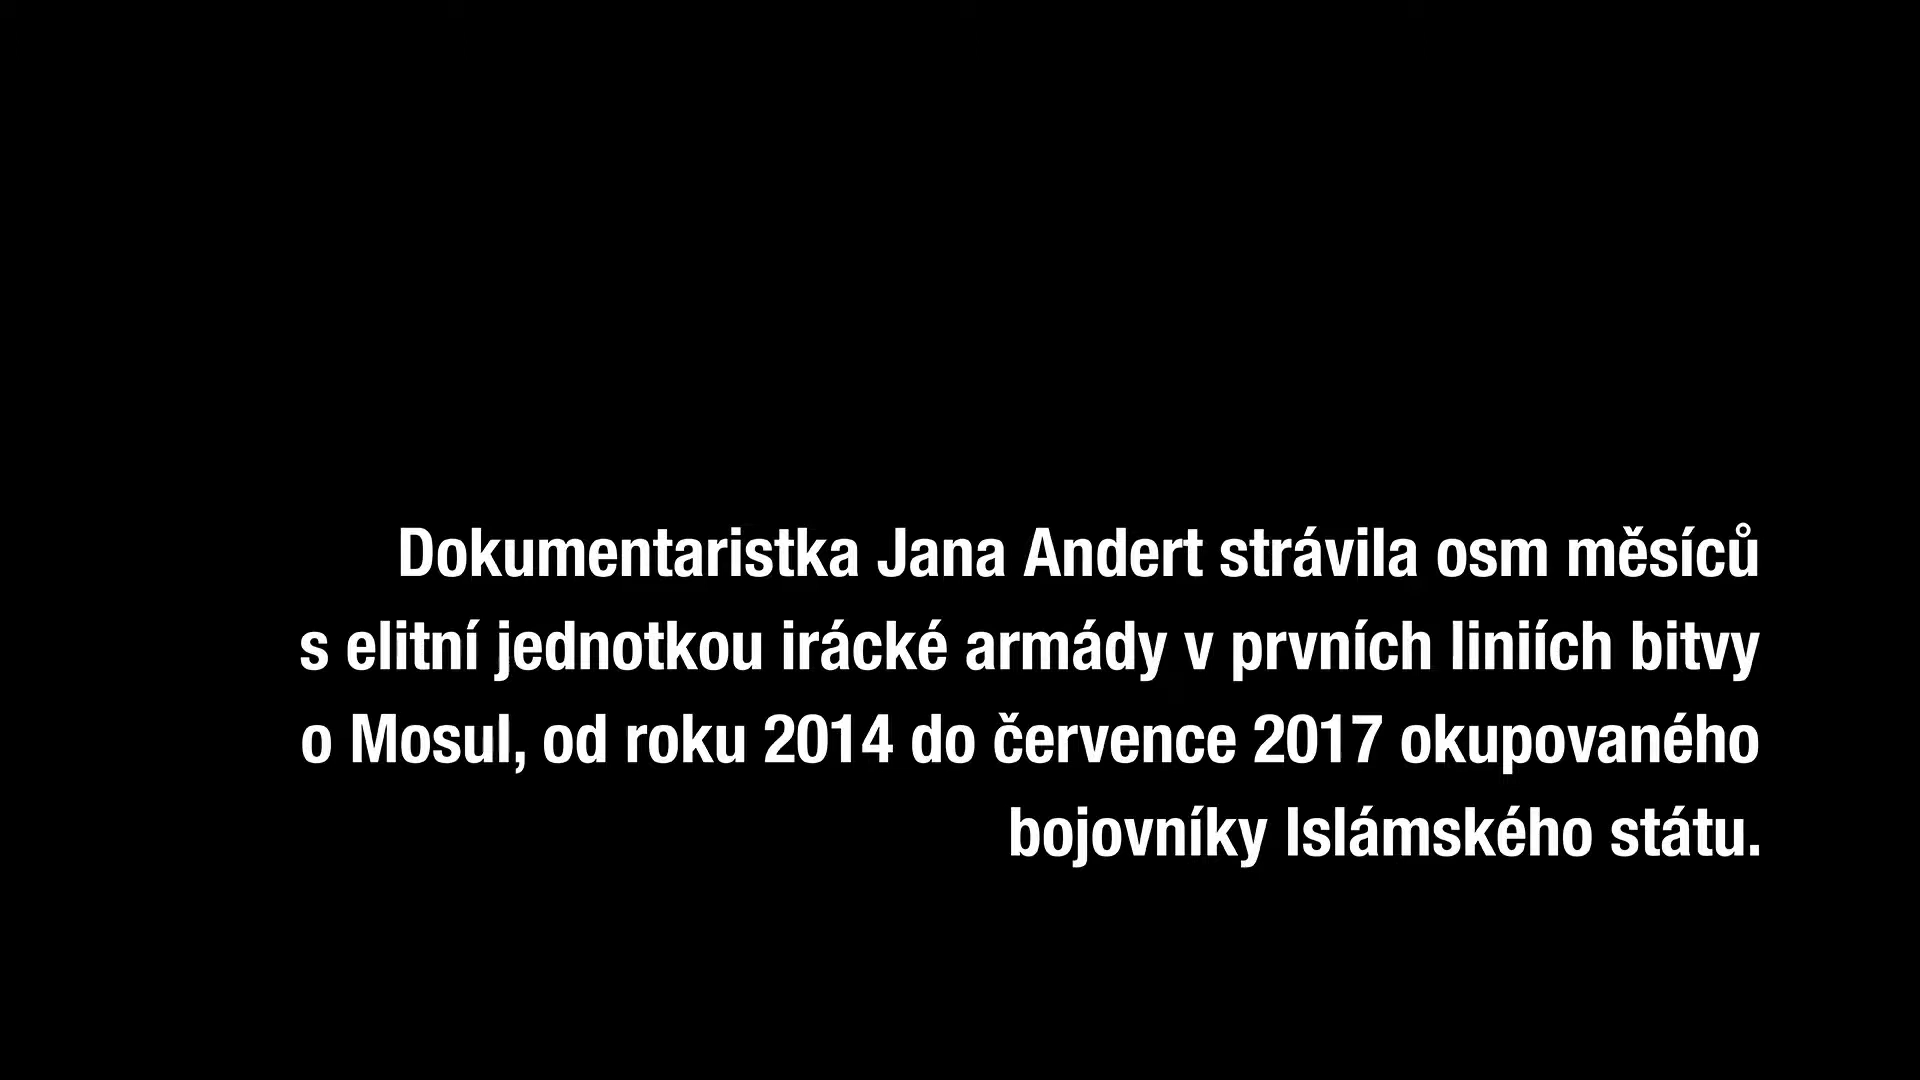 Dokumentaristka Jana Andert strávila osm měsíců
s elitní jednotkou irácké armády v prvních liniích bitvy
o Mosul, od roku 2014 do července 2017 okupovaného
bojovníky Islámského státu.